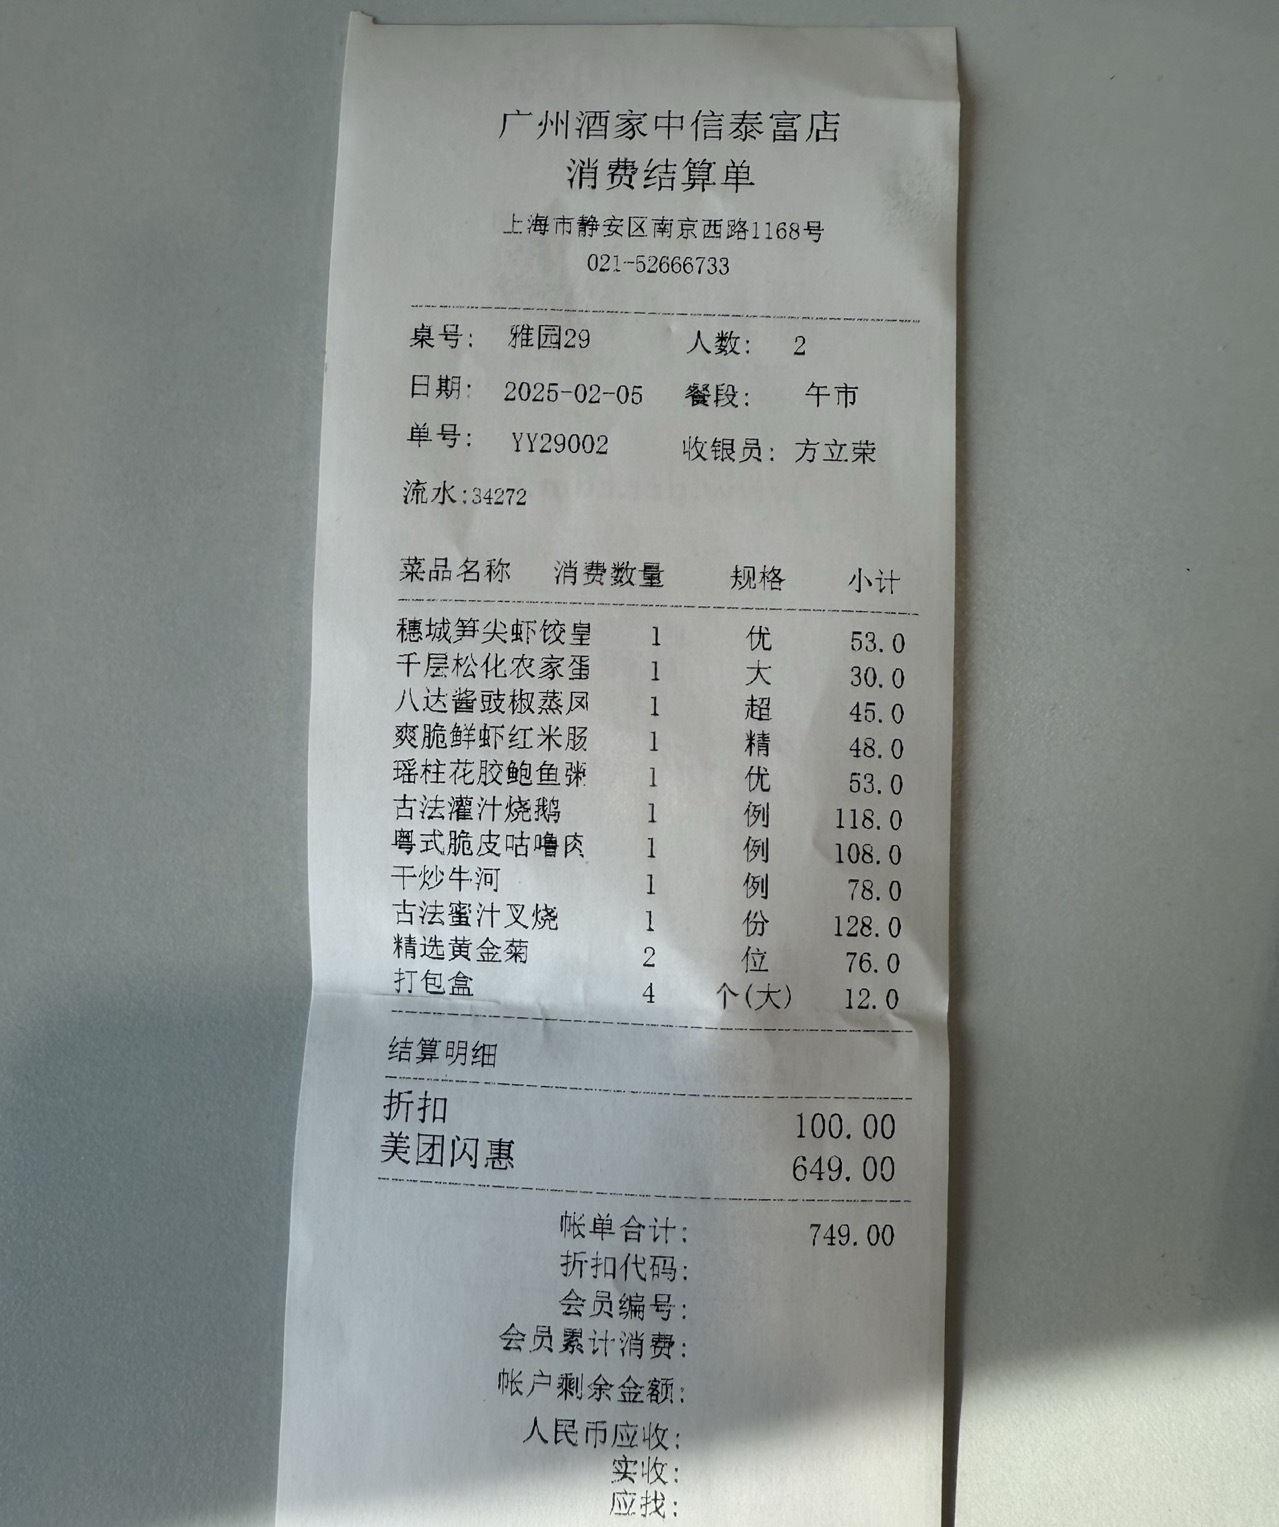 广州酒家中信泰富店
消费结算单
上海市静安区南京西路1168号
021-52666733
桌号: 雅园29 人数: 2
日期: 2025-02-05 餐段: 午市
单号: YY29002 收银员: 方立荣
流水:34272
菜品名称 消费数量 规格 小计
穗城笋尖虾饺皇 1 优 53.0
千层松化农家蛋 1 大 30.0
八达酱豉椒蒸凤 1 超 45.0
爽脆鲜虾红米肠 1 精 48.0
瑶柱花胶鲍鱼粥 1 优 53.0
古法灌汁烧鹅 1 例 118.0
粤式脆皮咕噜肉 1 例 108.0
干炒牛河 1 例 78.0
古法蜜汁叉烧 1 份 128.0
精选黄金菊 2 位 76.0
打包盒 4 个(大) 12.0
结算明细
折扣 100.00
美团闪惠 649.00
帐单合计: 749.00
折扣代码:
会员编号:
会员累计消费:
帐户剩余金额:
人民币应收:
实收:
应找: